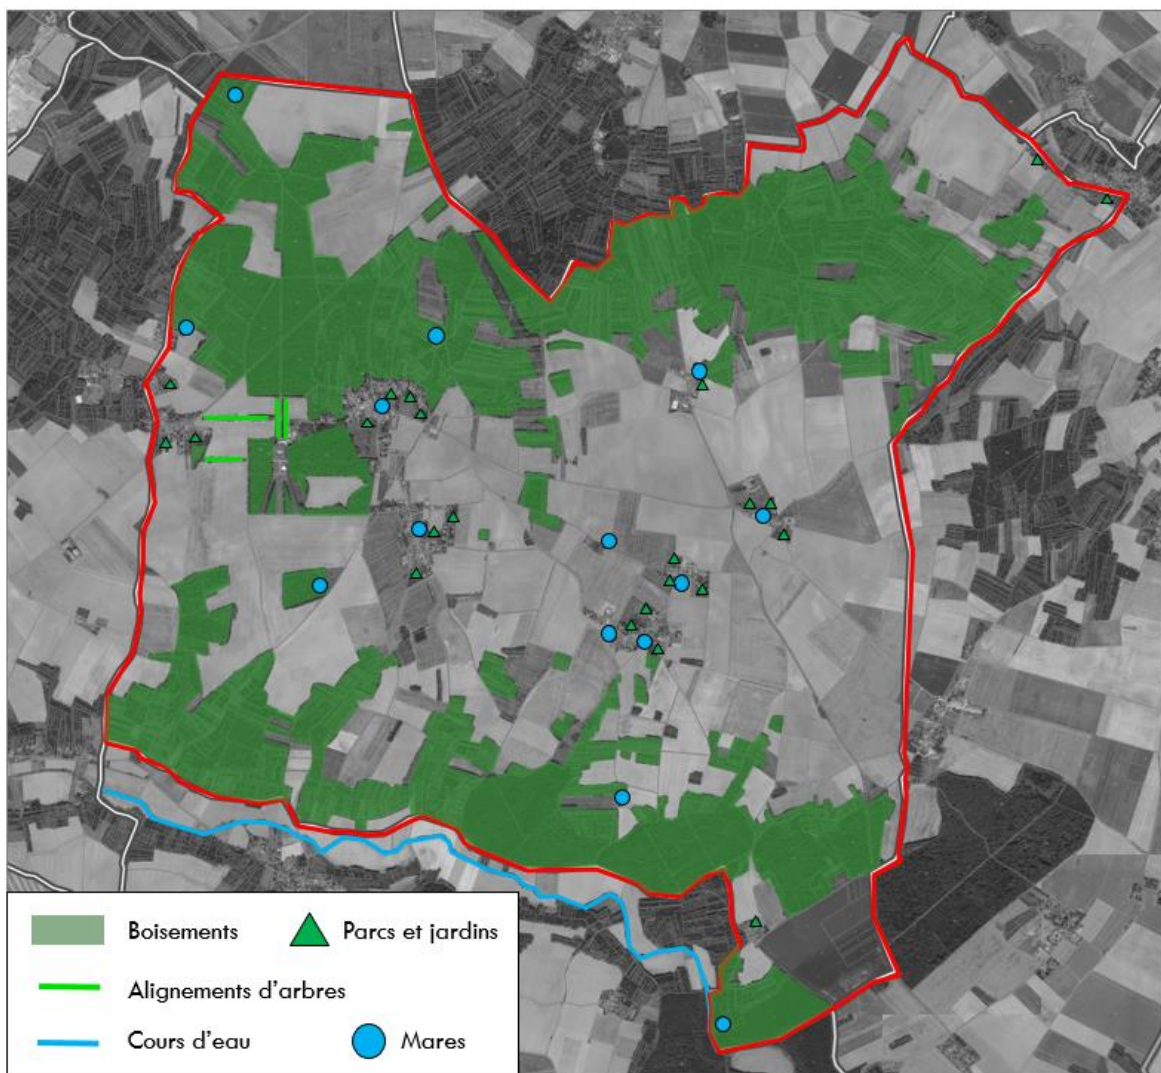 Boisements
Parcs et jardins
Alignements d'arbres
Cours d'eau
Mares